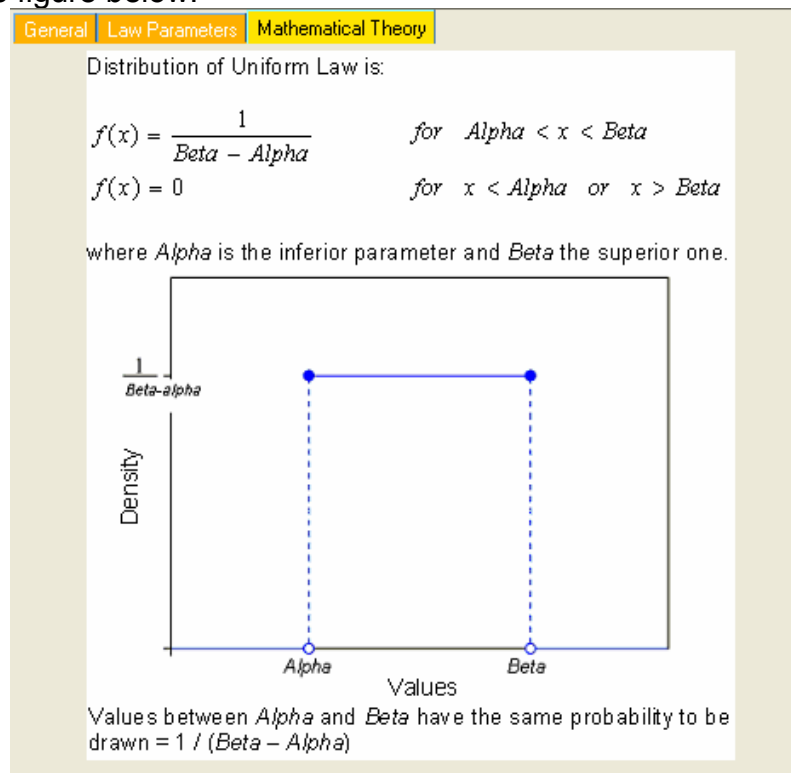 figure below.
General Law Parameters Mathematical Theory
Distribution of Uniform Law is:
f(x) = 1 / (Beta – Alpha) for Alpha < x < Beta
f(x) = 0 for x < Alpha or x > Beta
where Alpha is the inferior parameter and Beta the superior one.
1
Beta-alpha
Density
Alpha Beta
Values
Values between Alpha and Beta have the same probability to be
drawn = 1 / (Beta – Alpha)